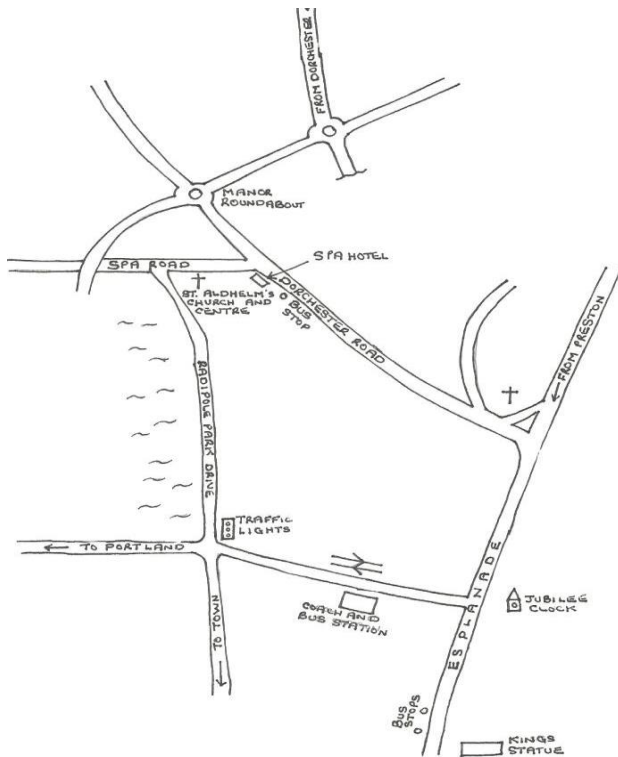 FROM DORCHESTER
MANOR
ROUNDABOUT
SPA ROAD
SPA HOTEL
ST. ALDHELM'S
CHURCH AND
CENTRE
BUS
STOP
DORCHESTER ROAD
FROM PRESTON
RADIPOLE PARK DRIVE
TRAFFIC
LIGHTS
TO PORTLAND
COACH AND
BUS STATION
ESPLANADE
JUBILEE
CLOCK
TO TOWN
BUS
STOPS
KINGS
STATUE